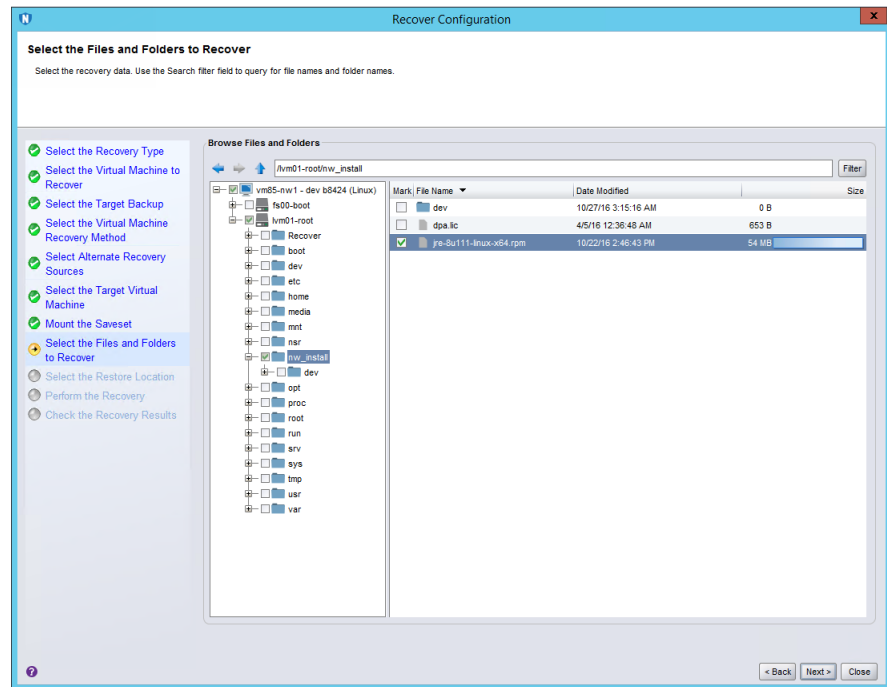 N
Recover Configuration
x
Select the Files and Folders to Recover
Select the recovery data. Use the Search filter field to query for file names and folder names.
Select the Recovery Type
Select the Virtual Machine to
Recover
Select the Target Backup
Select the Virtual Machine
Recovery Method
Select Alternate Recovery
Sources
Select the Target Virtual
Machine
Mount the Saveset
Select the Files and Folders
to Recover
Select the Restore Location
Perform the Recovery
Check the Recovery Results
Browse Files and Folders
/lvm01-root/nw_install
Filter
vm85-nw1 - dev b8424 (Linux)
fs00-boot
lvm01-root
Recover
boot
dev
etc
home
media
mnt
nsr
nw_install
dev
opt
proc
root
run
srv
sys
tmp
usr
var
Mark File Name Date Modified Size
dev 10/27/16 3:15:16 AM 0 B
dpa.lic 4/5/16 12:36:48 AM 653 B
jre-8u111-linux-x64.rpm 10/22/16 2:46:43 PM 54 MB
?
< Back Next > Close